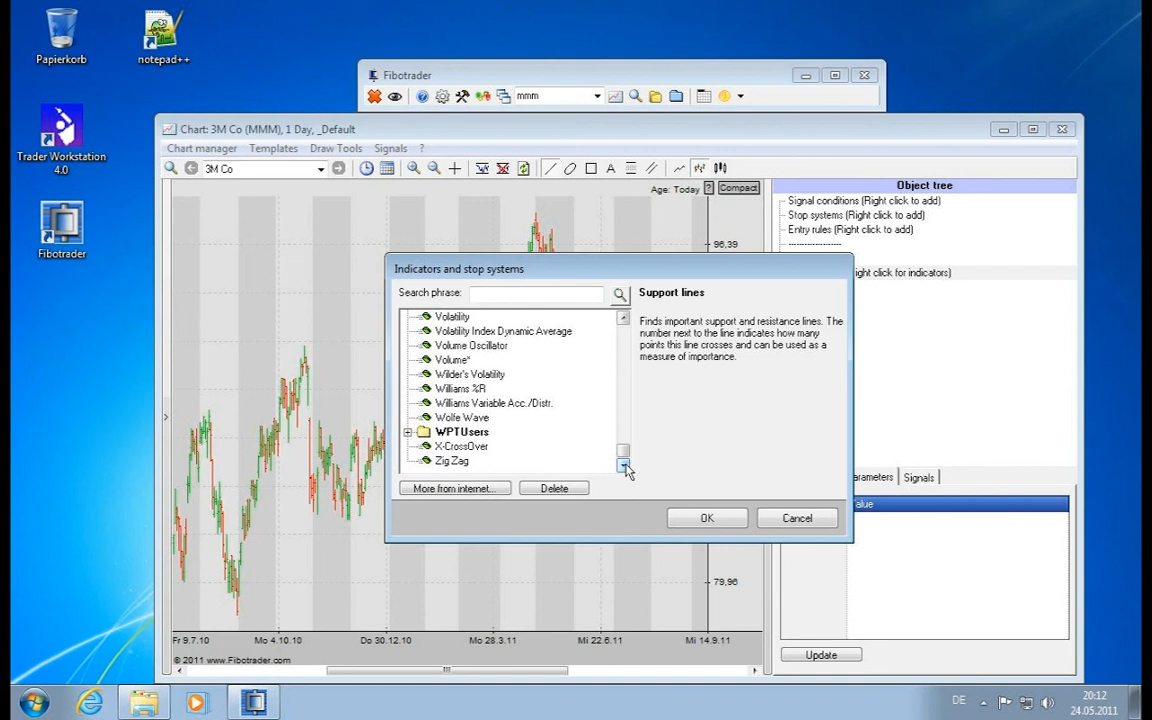 Papierkorb
notepad++
Trader Workstation
4.0
Fibotrader
Fibotrader
mmm
Chart: 3M Co (MMM), 1 Day, _Default
Chart manager Templates Draw Tools Signals ?
3M Co
A
Age: Today ? Compact
Object tree
Signal conditions (Right click to add)
Stop systems (Right click to add)
Entry rules (Right click to add)
--------------------
ight click for indicators)
96,39
79,96
Indicators and stop systems
Search phrase:
Volatility
Volatility Index Dynamic Average
Volume Oscillator
Volume*
Wilder's Volatility
Williams %R
Williams Variable Acc./Distr.
Wolfe Wave
WPTUsers
X-CrossOver
Zig Zag
Support lines
Finds important support and resistance lines. The
number next to the line indicates how many
points this line crosses and can be used as a
measure of importance.
More from internet... Delete
OK Cancel
arameters Signals
alue
Update
Fr 9.7.10 Mo 4.10.10 Do 30.12.10 Mo 28.3.11 Mi 22.6.11 Mi 14.9.11
© 2011 www.Fibotrader.com
DE
20:12
24.05.2011